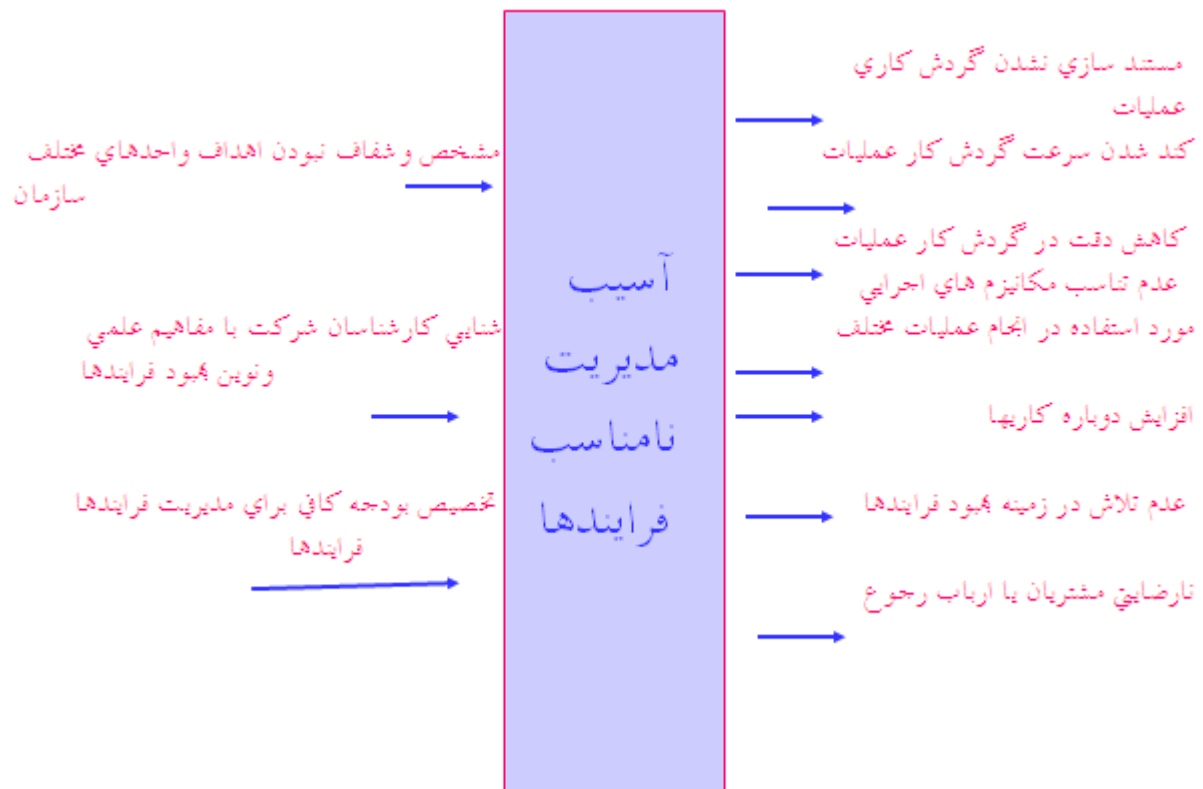 مستند سازي نشدن گردش كاري
عمليات
كند شدن سرعت گردش كار عمليات
كاهش دقت در گردش كار عمليات
عدم تناسب مكانيزم هاي اجرايي
مورد استفاده در انجام عمليات مختلف
افزايش دوباره كاريها
عدم تلاش در زمينه بهبود فرايندها
نارضايتي مشتريان يا ارباب رجوع
آسيب
مديريت
نامناسب
فرايندها
مشخص و شفاف نبودن اهداف واحدهاي مختلف
سازمان
شنايي كارشناسان شركت با مفاهيم علمي
ونوين بهبود فرايندها
تخصيص بودجه كافي براي مديريت فرايندها
فرايندها